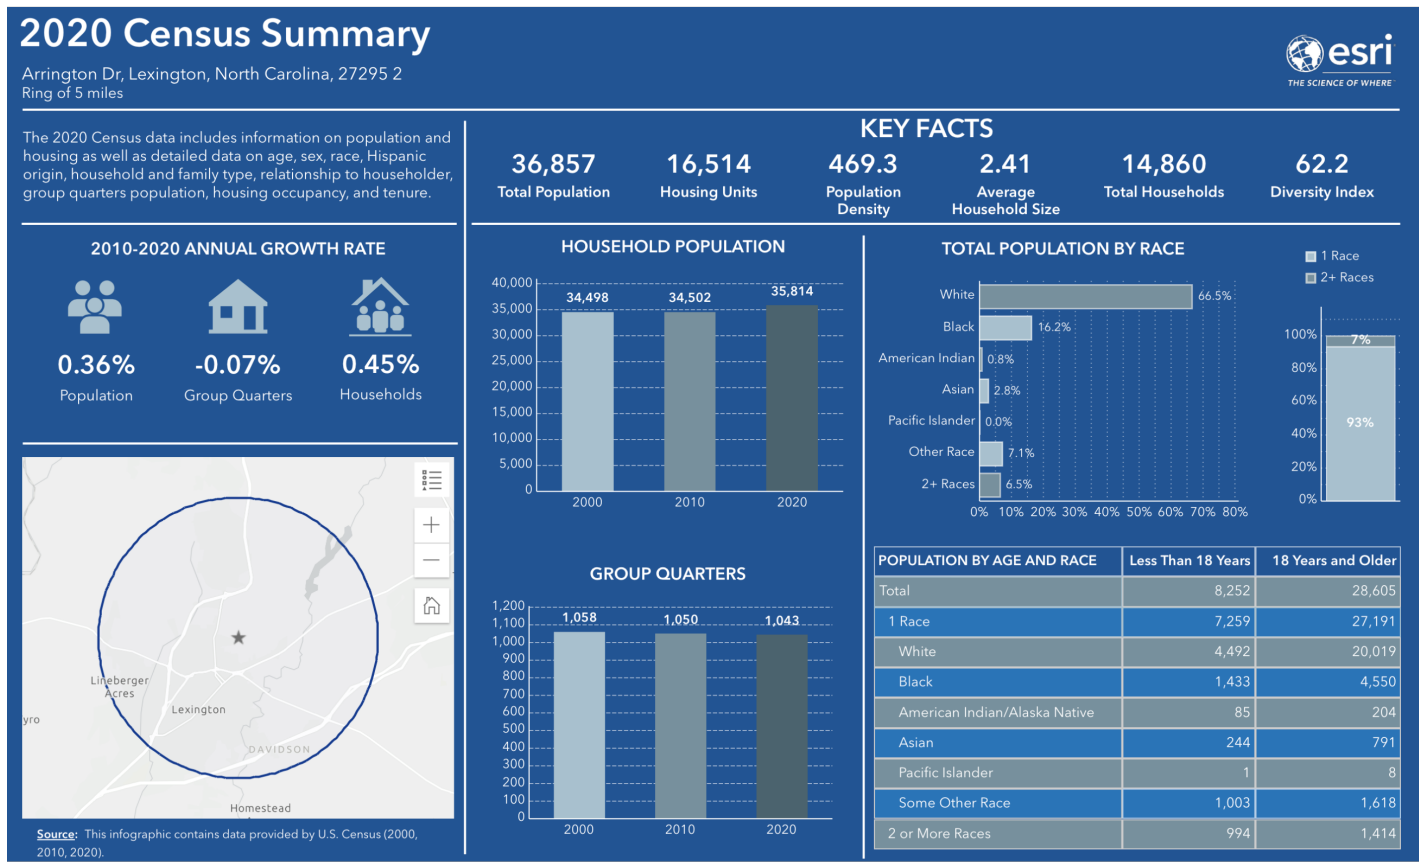 2020 Census Summary
Arrington Dr, Lexington, North Carolina, 27295 2
Ring of 5 miles
esri
THE SCIENCE OF WHERE
The 2020 Census data includes information on population and
housing as well as detailed data on age, sex, race, Hispanic
origin, household and family type, relationship to householder,
group quarters population, housing occupancy, and tenure.
KEY FACTS
36,857
Total Population
16,514
Housing Units
469.3
Population
Density
2.41
Average
Household Size
14,860
Total Households
62.2
Diversity Index
2010-2020 ANNUAL GROWTH RATE
0.36%
Population
-0.07%
Group Quarters
0.45%
Households
Lineberger
Acres
Lexington
yro
DAVIDSON
Homestead
Source: This infographic contains data provided by U.S. Census (2000,
2010, 2020).
HOUSEHOLD POPULATION
40,000
35,000
30,000
25,000
20,000
15,000
10,000
5,000
0
34,498
34,502
35,814
2000 2010 2020
GROUP QUARTERS
1,200
1,100
1,000
900
800
700
600
500
400
300
200
100
0
1,058
1,050
1,043
2000 2010 2020
TOTAL POPULATION BY RACE
White 66.5%
Black 16.2%
American Indian 0.8%
Asian 2.8%
Pacific Islander 0.0%
Other Race 7.1%
2+ Races 6.5%
0% 10% 20% 30% 40% 50% 60% 70% 80%
1 Race
2+ Races
100%
80%
60%
40%
20%
0%
7%
93%
POPULATION BY AGE AND RACE Less Than 18 Years 18 Years and Older
Total 8,252 28,605
1 Race 7,259 27,191
White 4,492 20,019
Black 1,433 4,550
American Indian/Alaska Native 85 204
Asian 244 791
Pacific Islander 1 8
Some Other Race 1,003 1,618
2 or More Races 994 1,414